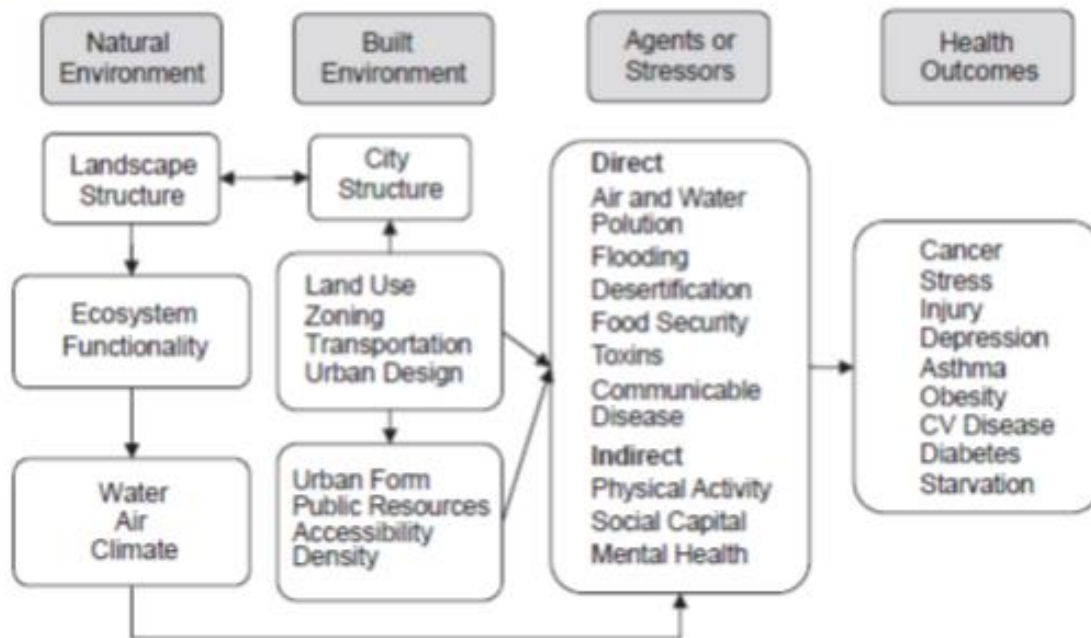 Natural
Environment
Built
Environment
Agents or
Stressors
Health
Outcomes
Landscape
Structure
City
Structure
Ecosystem
Functionality
Land Use
Zoning
Transportation
Urban Design
Water
Air
Climate
Urban Form
Public Resources
Accessibility
Density
Direct
Air and Water
Polution
Flooding
Desertification
Food Security
Toxins
Communicable
Disease
Indirect
Physical Activity
Social Capital
Mental Health
Cancer
Stress
Injury
Depression
Asthma
Obesity
CV Disease
Diabetes
Starvation